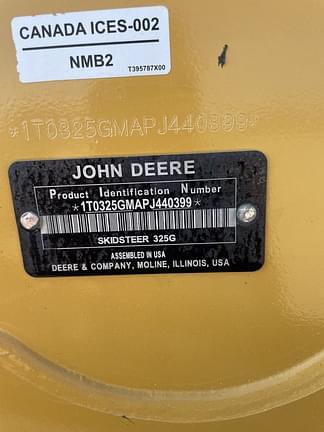 CANADA ICES-002
NMB2
T395787X00
*1T0325GMAPJ440399*
JOHN DEERE
Product Identification Number
*1T0325GMAPJ440399*
SKIDSTEER 325G
ASSEMBLED IN USA
DEERE & COMPANY, MOLINE, ILLINOIS, USA